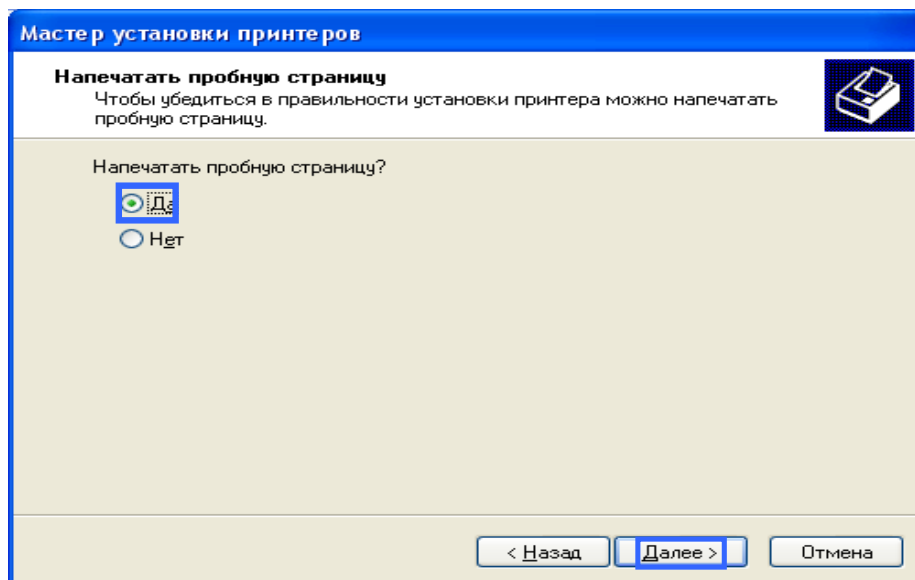 Мастер установки принтеров
Напечатать пробную страницу
Чтобы убедиться в правильности установки принтера можно напечатать
пробную страницу.
Напечатать пробную страницу?
Да
Нет
< Назад Далее > Отмена